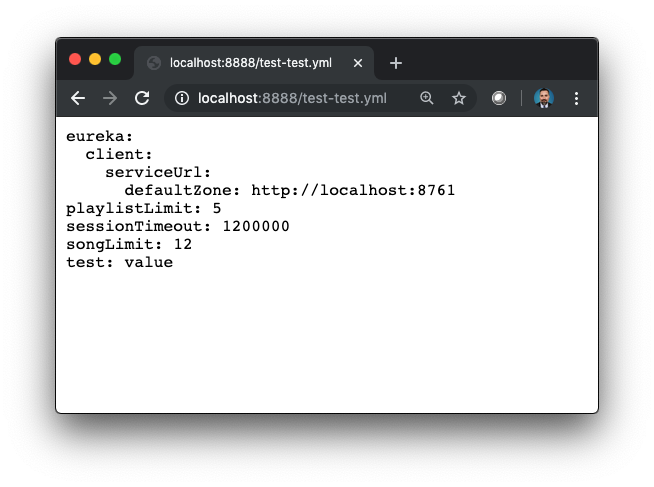 localhost:8888/test-test.yml
localhost:8888/test-test.yml
eureka:
  client:
    serviceUrl:
      defaultZone: http://localhost:8761
playlistLimit: 5
sessionTimeout: 1200000
songLimit: 12
test: value